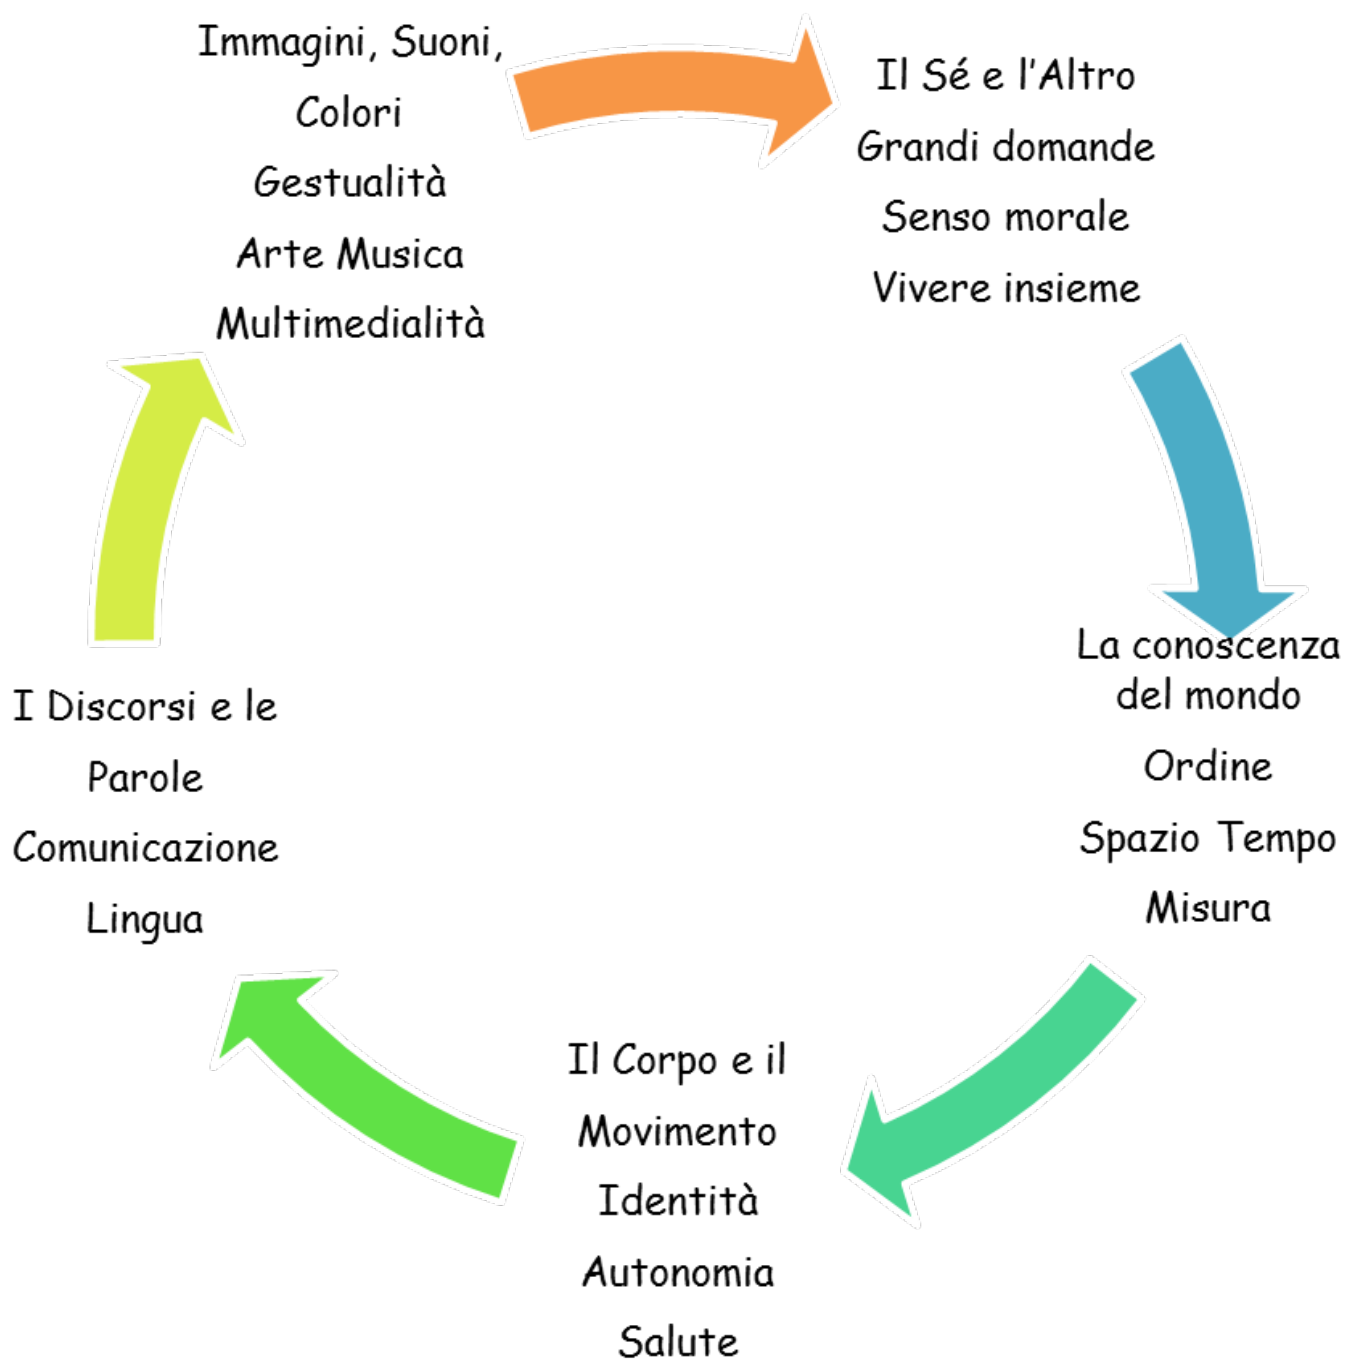 Immagini, Suoni,
Colori
Gestualità
Arte Musica
Multimedialità
Il Sé e l'Altro
Grandi domande
Senso morale
Vivere insieme
La conoscenza
del mondo
Ordine
Spazio Tempo
Misura
Il Corpo e il
Movimento
Identità
Autonomia
Salute
I Discorsi e le
Parole
Comunicazione
Lingua